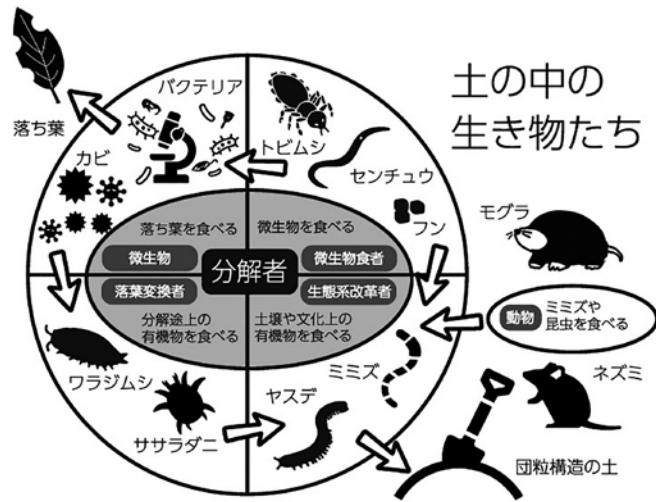 土の中の
生き物たち
落ち葉
バクテリア
カビ
トビムシ
センチュウ
フン
モグラ
落ち葉を食べる
微生物
微生物を食べる
微生物食者
分解者
落葉変換者
分解途上の
有機物を食べる
生態系改革者
土壌や文化上の
有機物を食べる
動物
ミミズや
昆虫を食べる
ワラジムシ
ササラダニ
ヤスデ
ミミズ
ネズミ
団粒構造の土